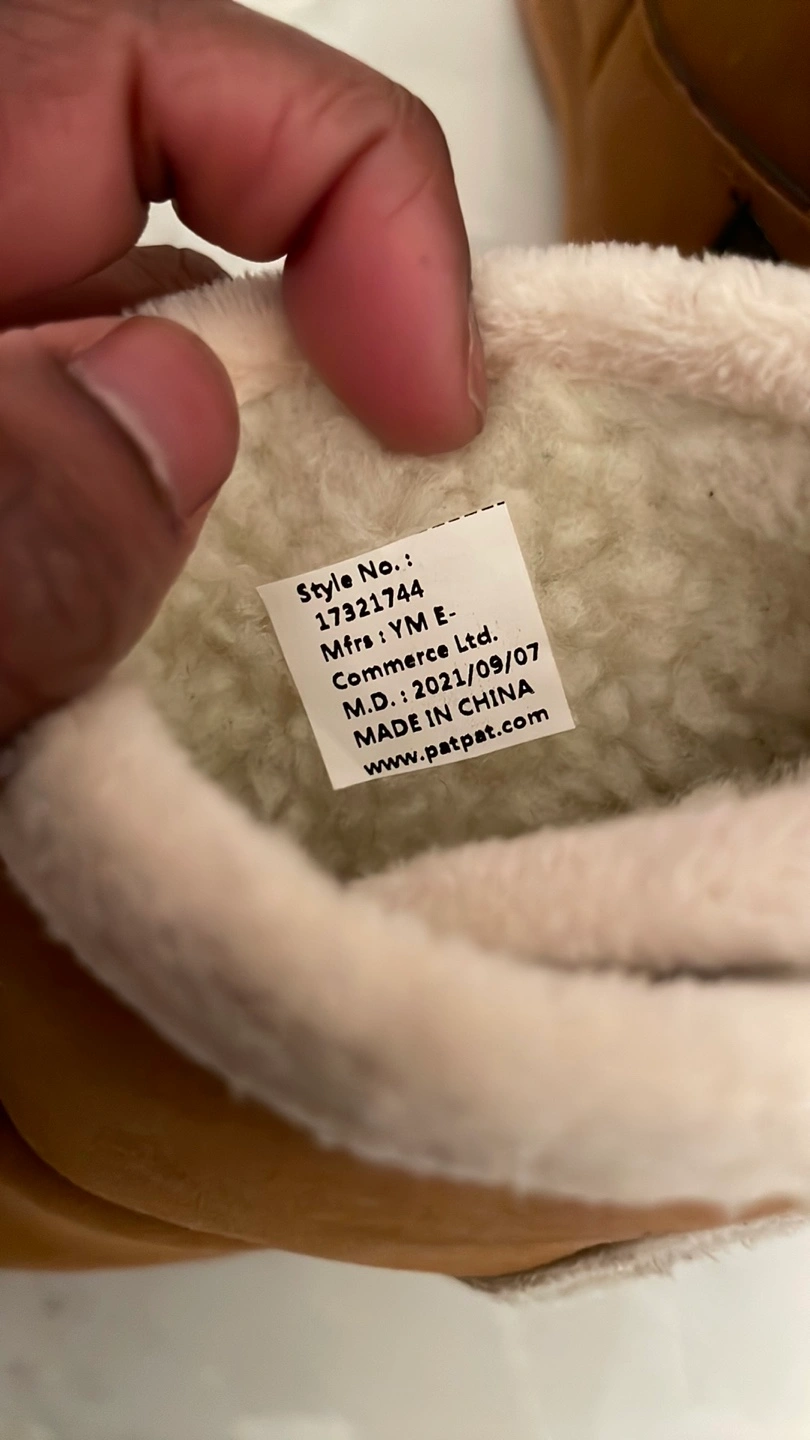 Style No. :
17321744
Mfrs : YM E-
Commerce Ltd.
M.D. : 2021/09/07
MADE IN CHINA
www.patpat.com